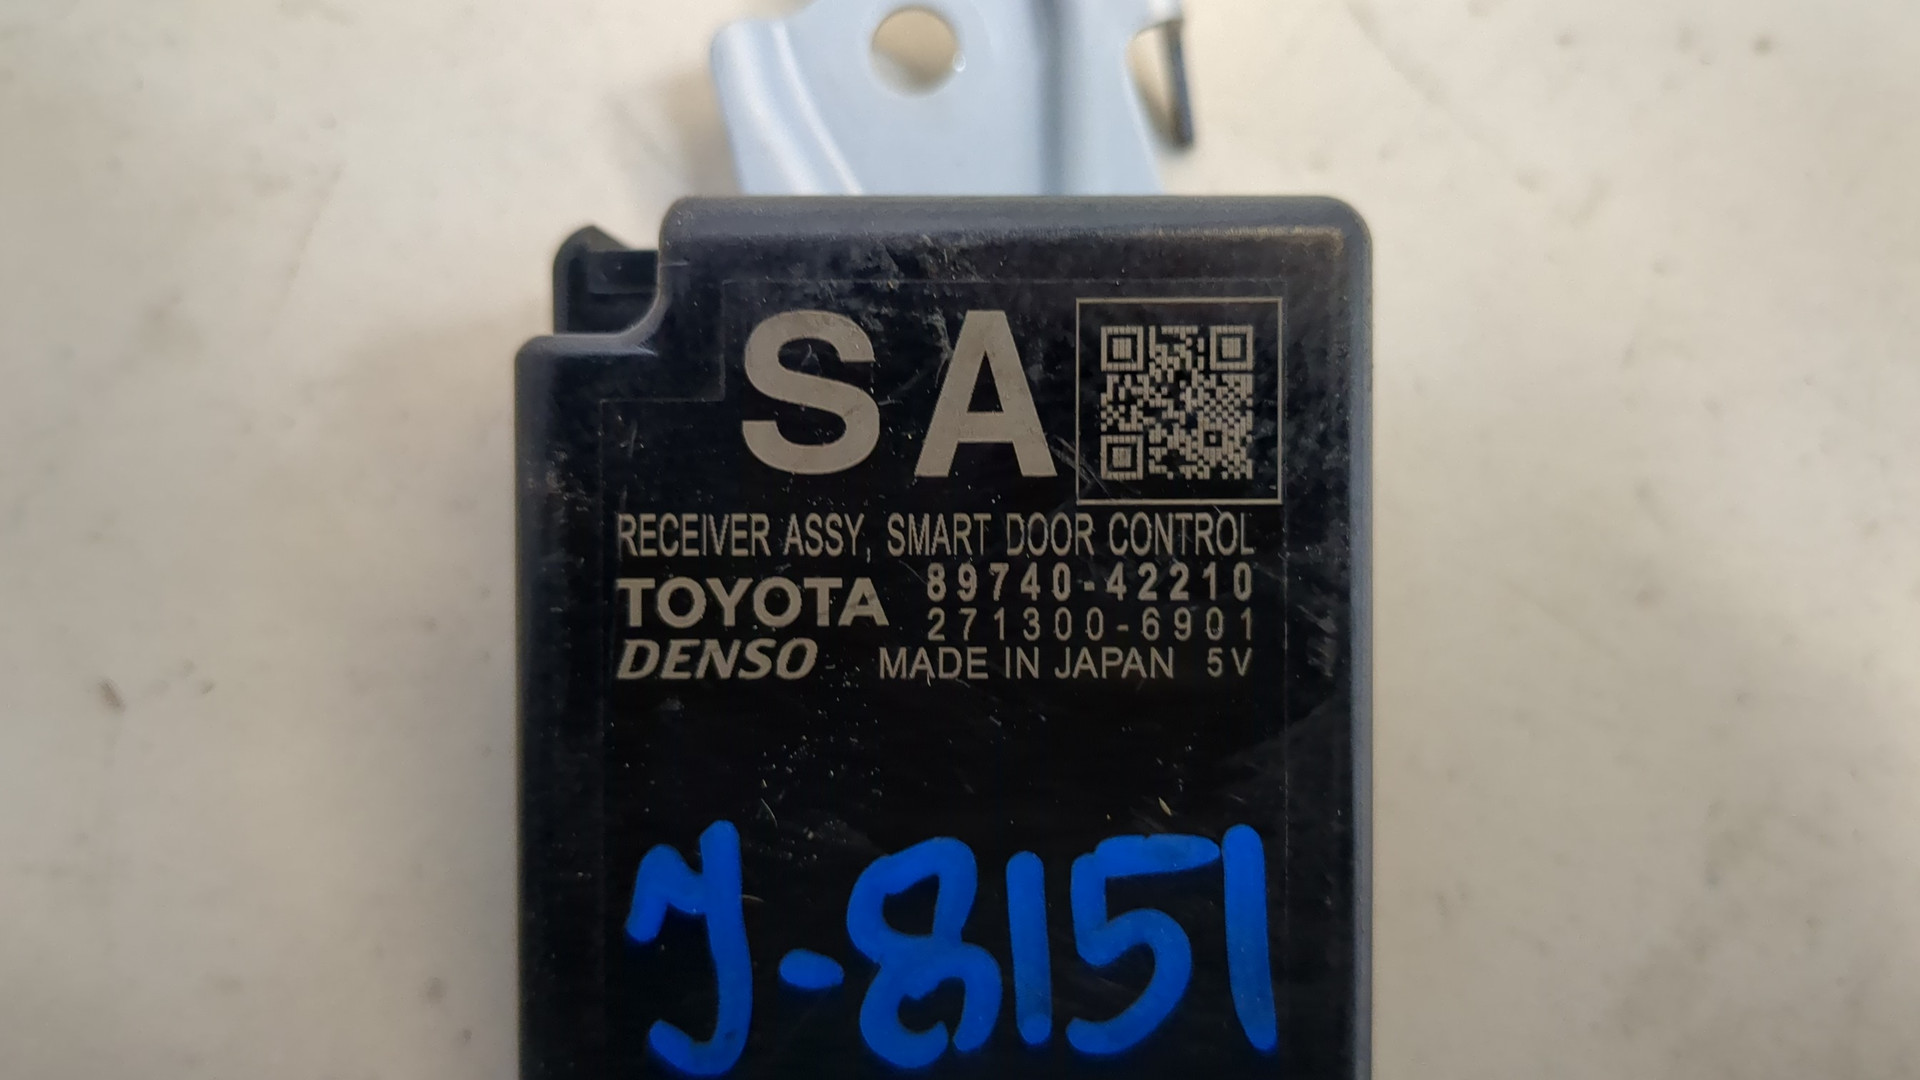 SA
RECEIVER ASSY, SMART DOOR CONTROL
TOYOTA 89740-42210
271300-6901
DENSO MADE IN JAPAN 5V
J-8151